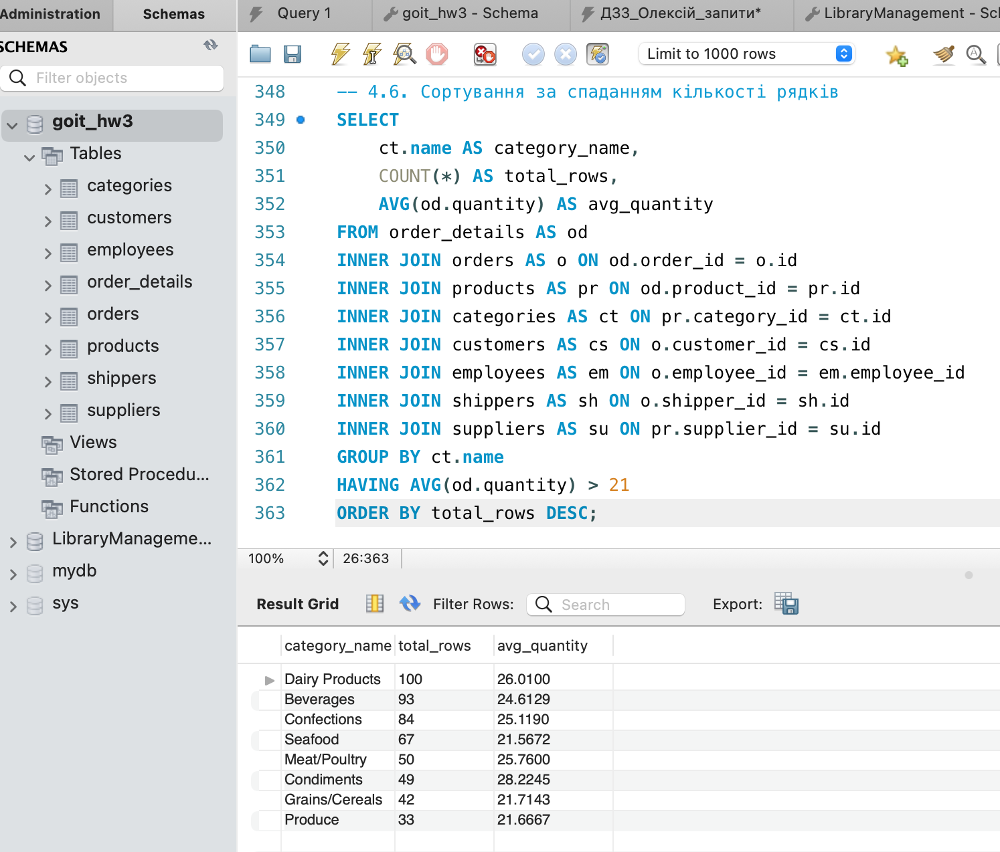 Administration
Schemas
Query 1
goit_hw3 - Schema
ДЗ3_Олексій_запити*
LibraryManagement - Sc
SCHEMAS
Filter objects
Limit to 1000 rows
goit_hw3
Tables
categories
customers
employees
order_details
orders
products
shippers
suppliers
Views
Stored Procedu...
Functions
LibraryManageme...
mydb
sys
348 -- 4.6. Сортування за спаданням кількості рядків
349 SELECT
350 ct.name AS category_name,
351 COUNT(*) AS total_rows,
352 AVG(od.quantity) AS avg_quantity
353 FROM order_details AS od
354 INNER JOIN orders AS o ON od.order_id = o.id
355 INNER JOIN products AS pr ON od.product_id = pr.id
356 INNER JOIN categories AS ct ON pr.category_id = ct.id
357 INNER JOIN customers AS cs ON o.customer_id = cs.id
358 INNER JOIN employees AS em ON o.employee_id = em.employee_id
359 INNER JOIN shippers AS sh ON o.shipper_id = sh.id
360 INNER JOIN suppliers AS su ON pr.supplier_id = su.id
361 GROUP BY ct.name
362 HAVING AVG(od.quantity) > 21
363 ORDER BY total_rows DESC;
100% 26:363
Result Grid Filter Rows: Search Export:
category_name total_rows avg_quantity
Dairy Products 100 26.0100
Beverages 93 24.6129
Confections 84 25.1190
Seafood 67 21.5672
Meat/Poultry 50 25.7600
Condiments 49 28.2245
Grains/Cereals 42 21.7143
Produce 33 21.6667